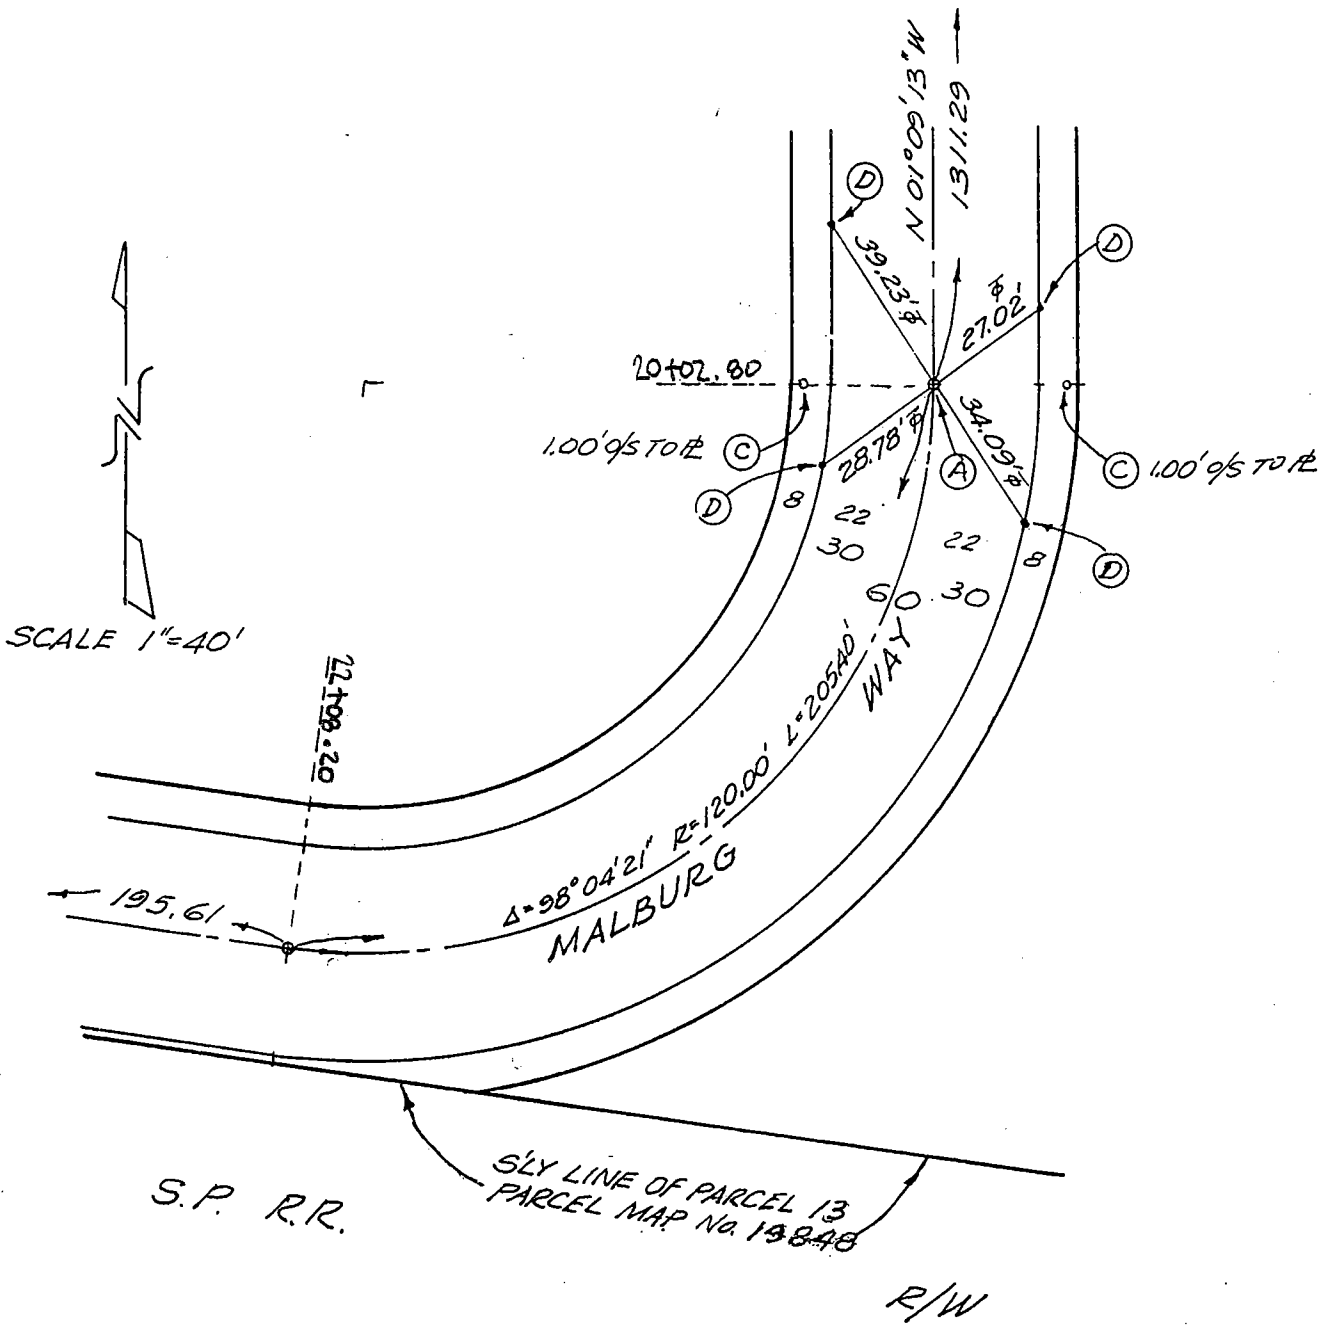 N 01°09'13"W
1311.29
D
D
39.23'
27.02'
20+02.80
1.00' O/S TO PL
C
28.78'
34.09'
A
C 1.00' O/S TO PL
D
8
22
30
22
30
8
D
60
SCALE 1"=40'
22+08.20
Δ=98°04'21" R=120.00' L=205.40'
MALBURG WAY
195.61
S'LY LINE OF PARCEL 13
PARCEL MAP No. 19848
S.P. R.R.
R/W